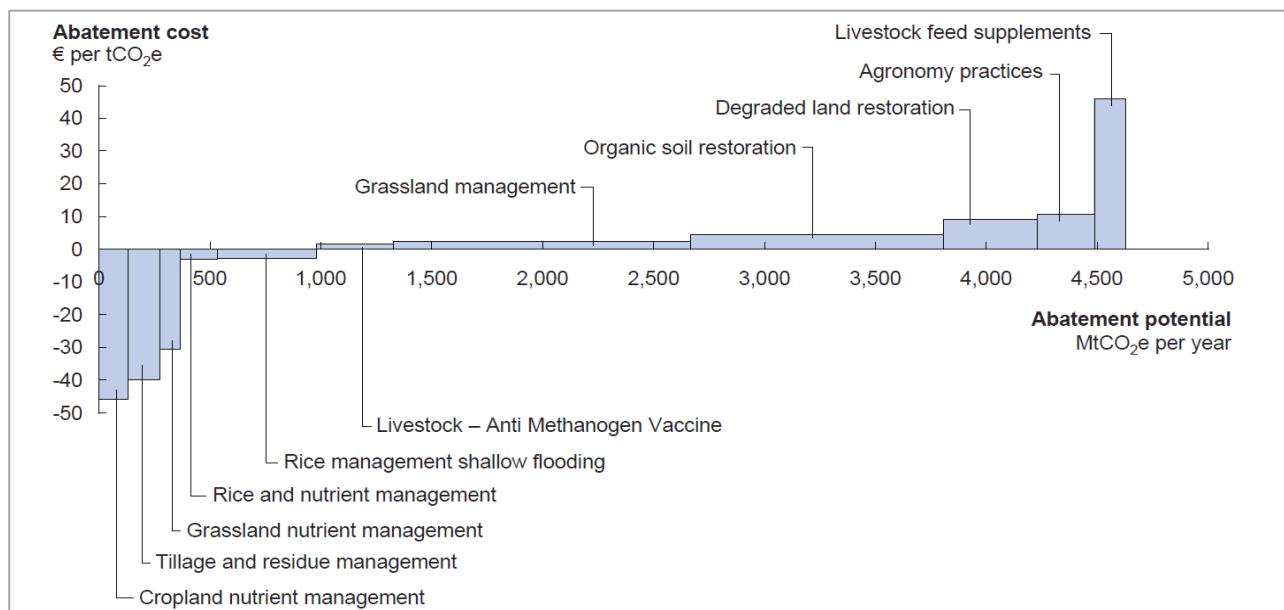 Abatement cost
€ per tCO₂e
Livestock feed supplements
Agronomy practices
Degraded land restoration
Organic soil restoration
Grassland management
50
40
30
20
10
0
-10
-20
-30
-40
-50
0 500 1,000 1,500 2,000 2,500 3,000 3,500 4,000 4,500 5,000
Abatement potential
MtCO₂e per year
Livestock – Anti Methanogen Vaccine
Rice management shallow flooding
Rice and nutrient management
Grassland nutrient management
Tillage and residue management
Cropland nutrient management